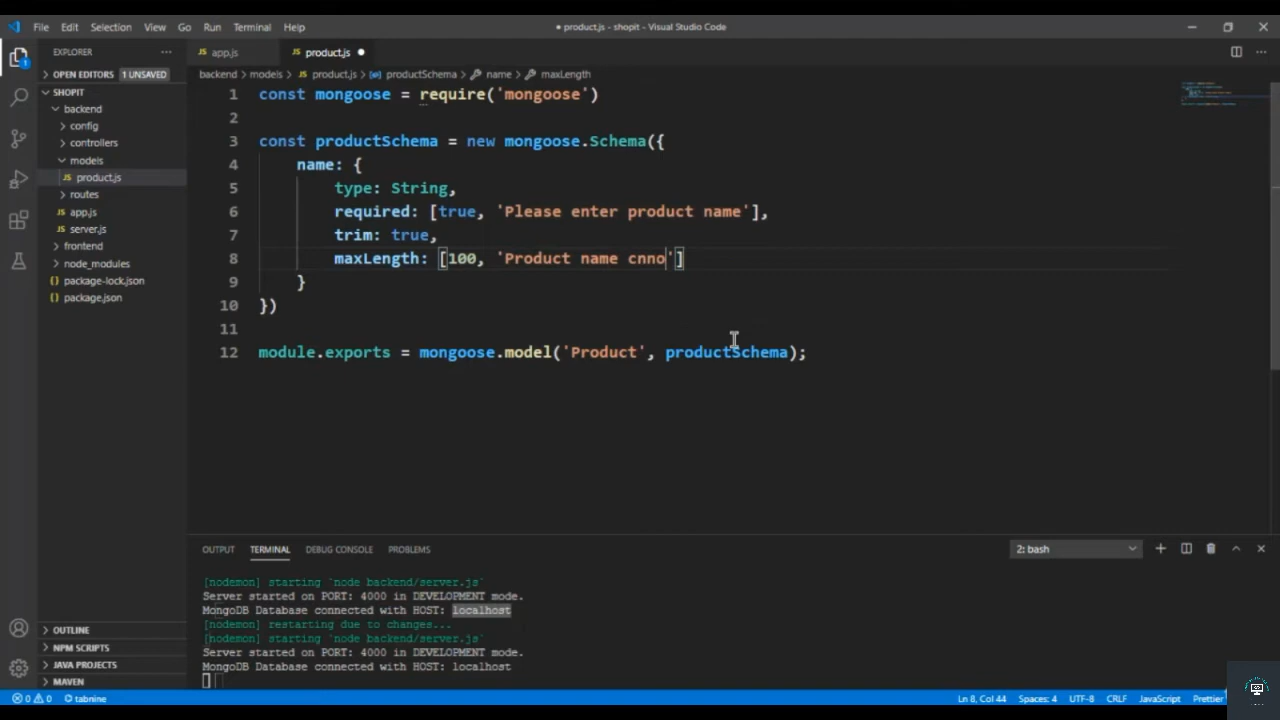 File Edit Selection View Go Run Terminal Help
● product.js - shopit - Visual Studio Code
EXPLORER ...
app.js
product.js ●
OPEN EDITORS 1 UNSAVED
backend > models > product.js > productSchema > name > maxLength
SHOPIT
backend
config
controllers
models
product.js
routes
app.js
server.js
frontend
node_modules
package-lock.json
package.json
1 const mongoose = require('mongoose')
2
3 const productSchema = new mongoose.Schema({
4 name: {
5 type: String,
6 required: [true, 'Please enter product name'],
7 trim: true,
8 maxLength: [100, 'Product name cnno']
9 }
10 })
11
12 module.exports = mongoose.model('Product', productSchema);
OUTPUT TERMINAL DEBUG CONSOLE PROBLEMS
2: bash
[nodemon] starting `node backend/server.js`
Server started on PORT: 4000 in DEVELOPMENT mode.
MongoDB Database connected with HOST: localhost
[nodemon] restarting due to changes...
[nodemon] starting `node backend/server.js`
Server started on PORT: 4000 in DEVELOPMENT mode.
MongoDB Database connected with HOST: localhost
OUTLINE
NPM SCRIPTS
JAVA PROJECTS
MAVEN
0 0 tabnine
Ln 8, Col 44 Spaces: 4 UTF-8 CRLF JavaScript Prettier